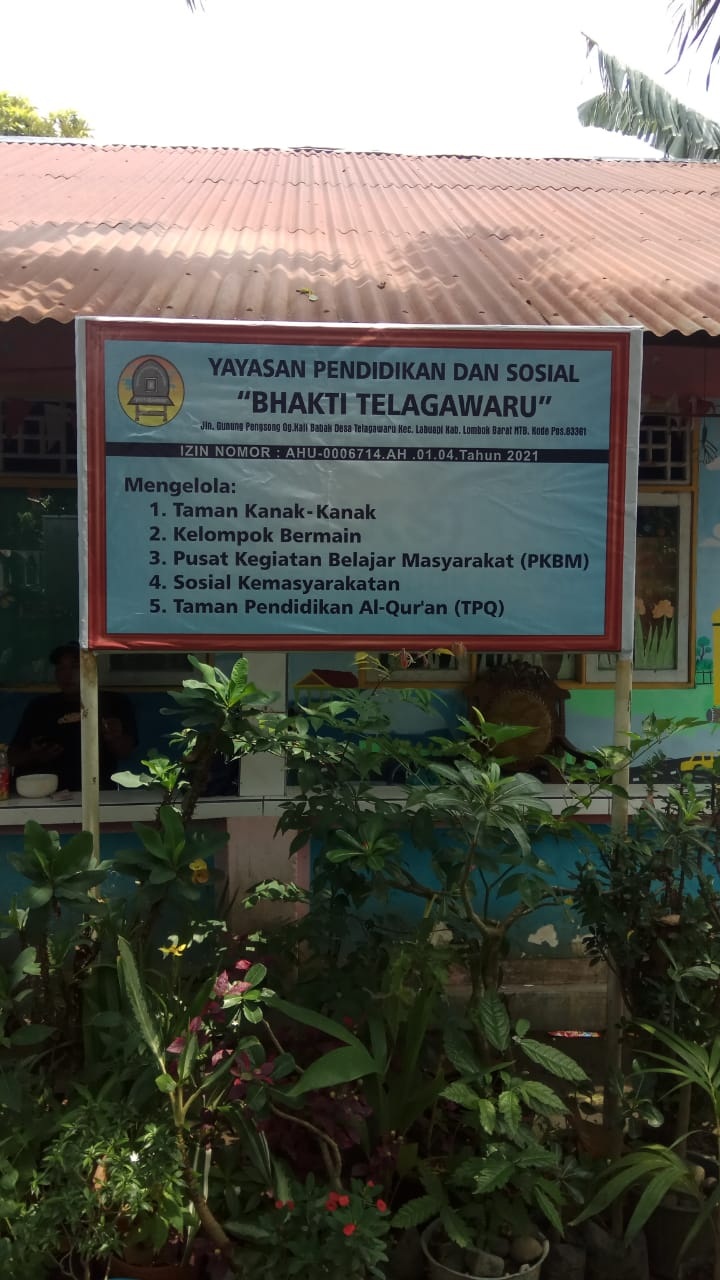 YAYASAN PENDIDIKAN DAN SOSIAL
"BHAKTI TELAGAWARU"
Jln. Gunung Pengsong Gg.Kali Babak Desa Telagawaru Kec. Labuapi Kab. Lombok Barat NTB. Kode Pos.83361
IZIN NOMOR : AHU-0006714.AH .01.04.Tahun 2021
Mengelola:
1. Taman Kanak-Kanak
2. Kelompok Bermain
3. Pusat Kegiatan Belajar Masyarakat (PKBM)
4. Sosial Kemasyarakatan
5. Taman Pendidikan Al-Qur'an (TPQ)